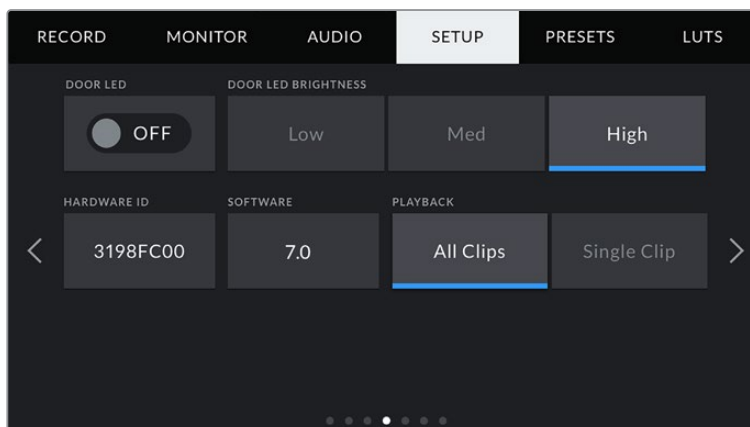 RECORD MONITOR AUDIO SETUP PRESETS LUTS
DOOR LED DOOR LED BRIGHTNESS
OFF Low Med High
HARDWARE ID SOFTWARE PLAYBACK
3198FC00 7.0 All Clips Single Clip